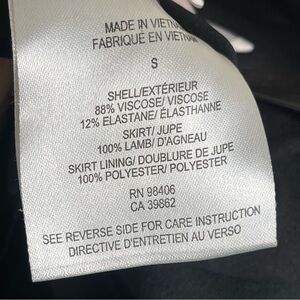 MADE IN VIETNAM
FABRIQUE EN VIETNAM
S
SHELL/EXTÉRIEUR
88% VISCOSE/ VISCOSE
12% ELASTANE/ ÉLASTHANNE
SKIRT/ JUPE
100% LAMB/ D'AGNEAU
SKIRT LINING/ DOUBLURE DE JUPE
100% POLYESTER/ POLYESTER
RN 98406
CA 39862
SEE REVERSE SIDE FOR CARE INSTRUCTION
DIRECTIVE D'ENTRETIEN AU VERSO